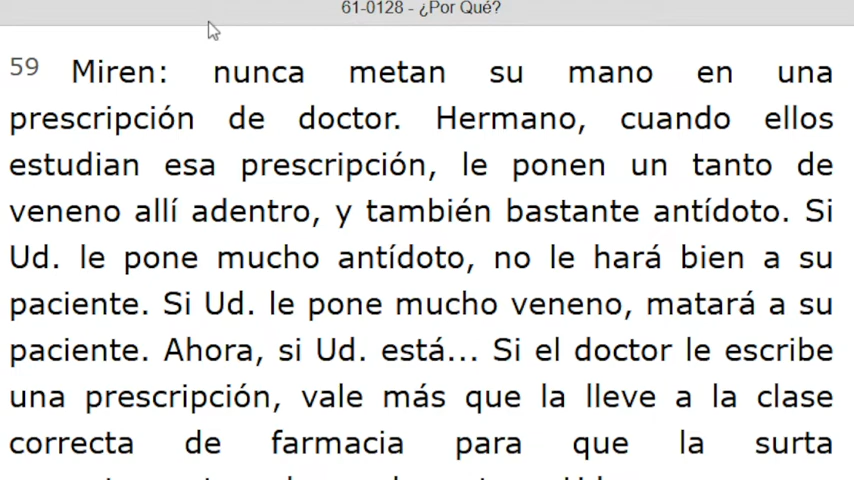 61-0128 - ¿Por Qué?
59 Miren: nunca metan su mano en una
prescripción de doctor. Hermano, cuando ellos
estudian esa prescripción, le ponen un tanto de
veneno allí adentro, y también bastante antídoto. Si
Ud. le pone mucho antídoto, no le hará bien a su
paciente. Si Ud. le pone mucho veneno, matará a su
paciente. Ahora, si Ud. está... Si el doctor le escribe
una prescripción, vale más que la lleve a la clase
correcta de farmacia para que la surta